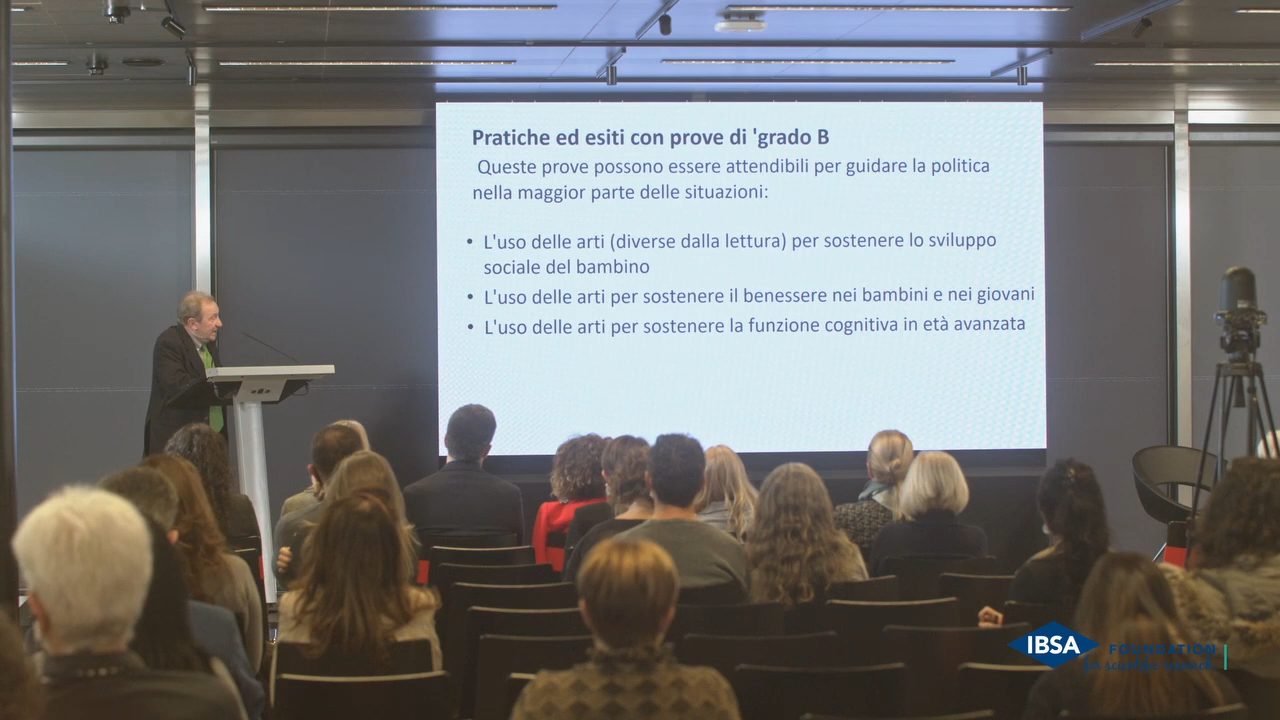 Pratiche ed esiti con prove di 'grado B
Queste prove possono essere attendibili per guidare la politica
nella maggior parte delle situazioni:
• L'uso delle arti (diverse dalla lettura) per sostenere lo sviluppo
sociale del bambino
• L'uso delle arti per sostenere il benessere nei bambini e nei giovani
• L'uso delle arti per sostenere la funzione cognitiva in età avanzata
IBSA
FOUNDATION
for scientific research